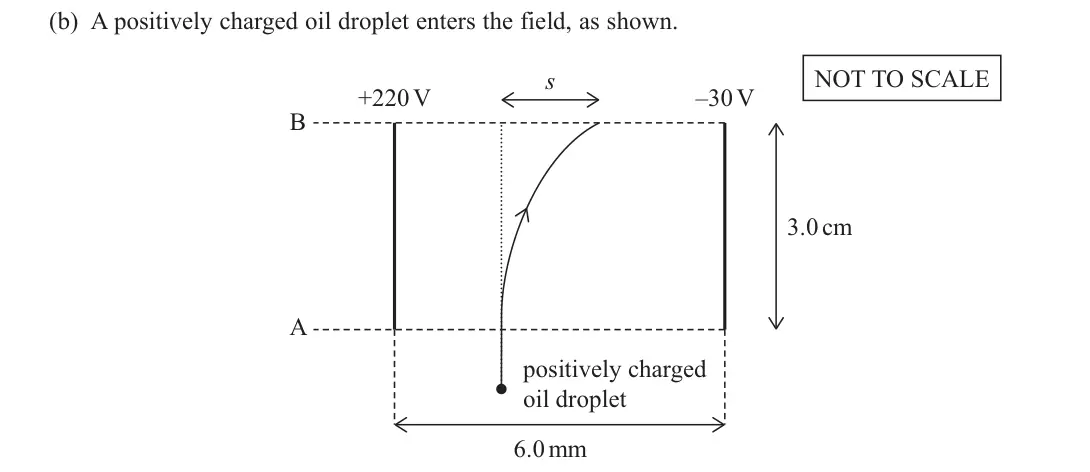 (b) A positively charged oil droplet enters the field, as shown.
NOT TO SCALE
s
+220 V
–30 V
B
3.0 cm
A
positively charged
oil droplet
6.0 mm